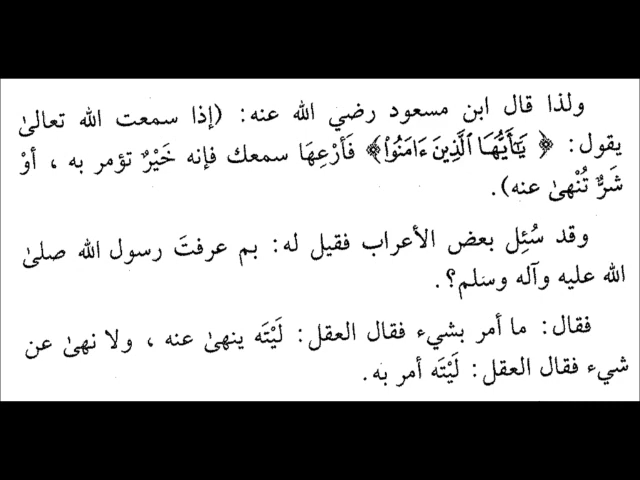 ولذا قال ابن مسعود رضي الله عنه: (إذا سمعت الله تعالىٰ
يقول: ﴿ يَٰٓأَيُّهَا ٱلَّذِينَ ءَامَنُوا۟ ﴾ فَأَرْعِهَا سمعك فإنه خَيْرٌ تؤمر به ، أوْ
شَرٌّ تُنْهىٰ عنه).
وقد سُئِل بعض الأعراب فقيل له: بم عرفتَ رسول الله صلىٰ
الله عليه وآله وسلم؟.
فقال: ما أمر بشيء فقال العقل: لَيْتَه ينهىٰ عنه ، ولا نهىٰ عن
شيء فقال العقل: لَيْتَه أمر به.